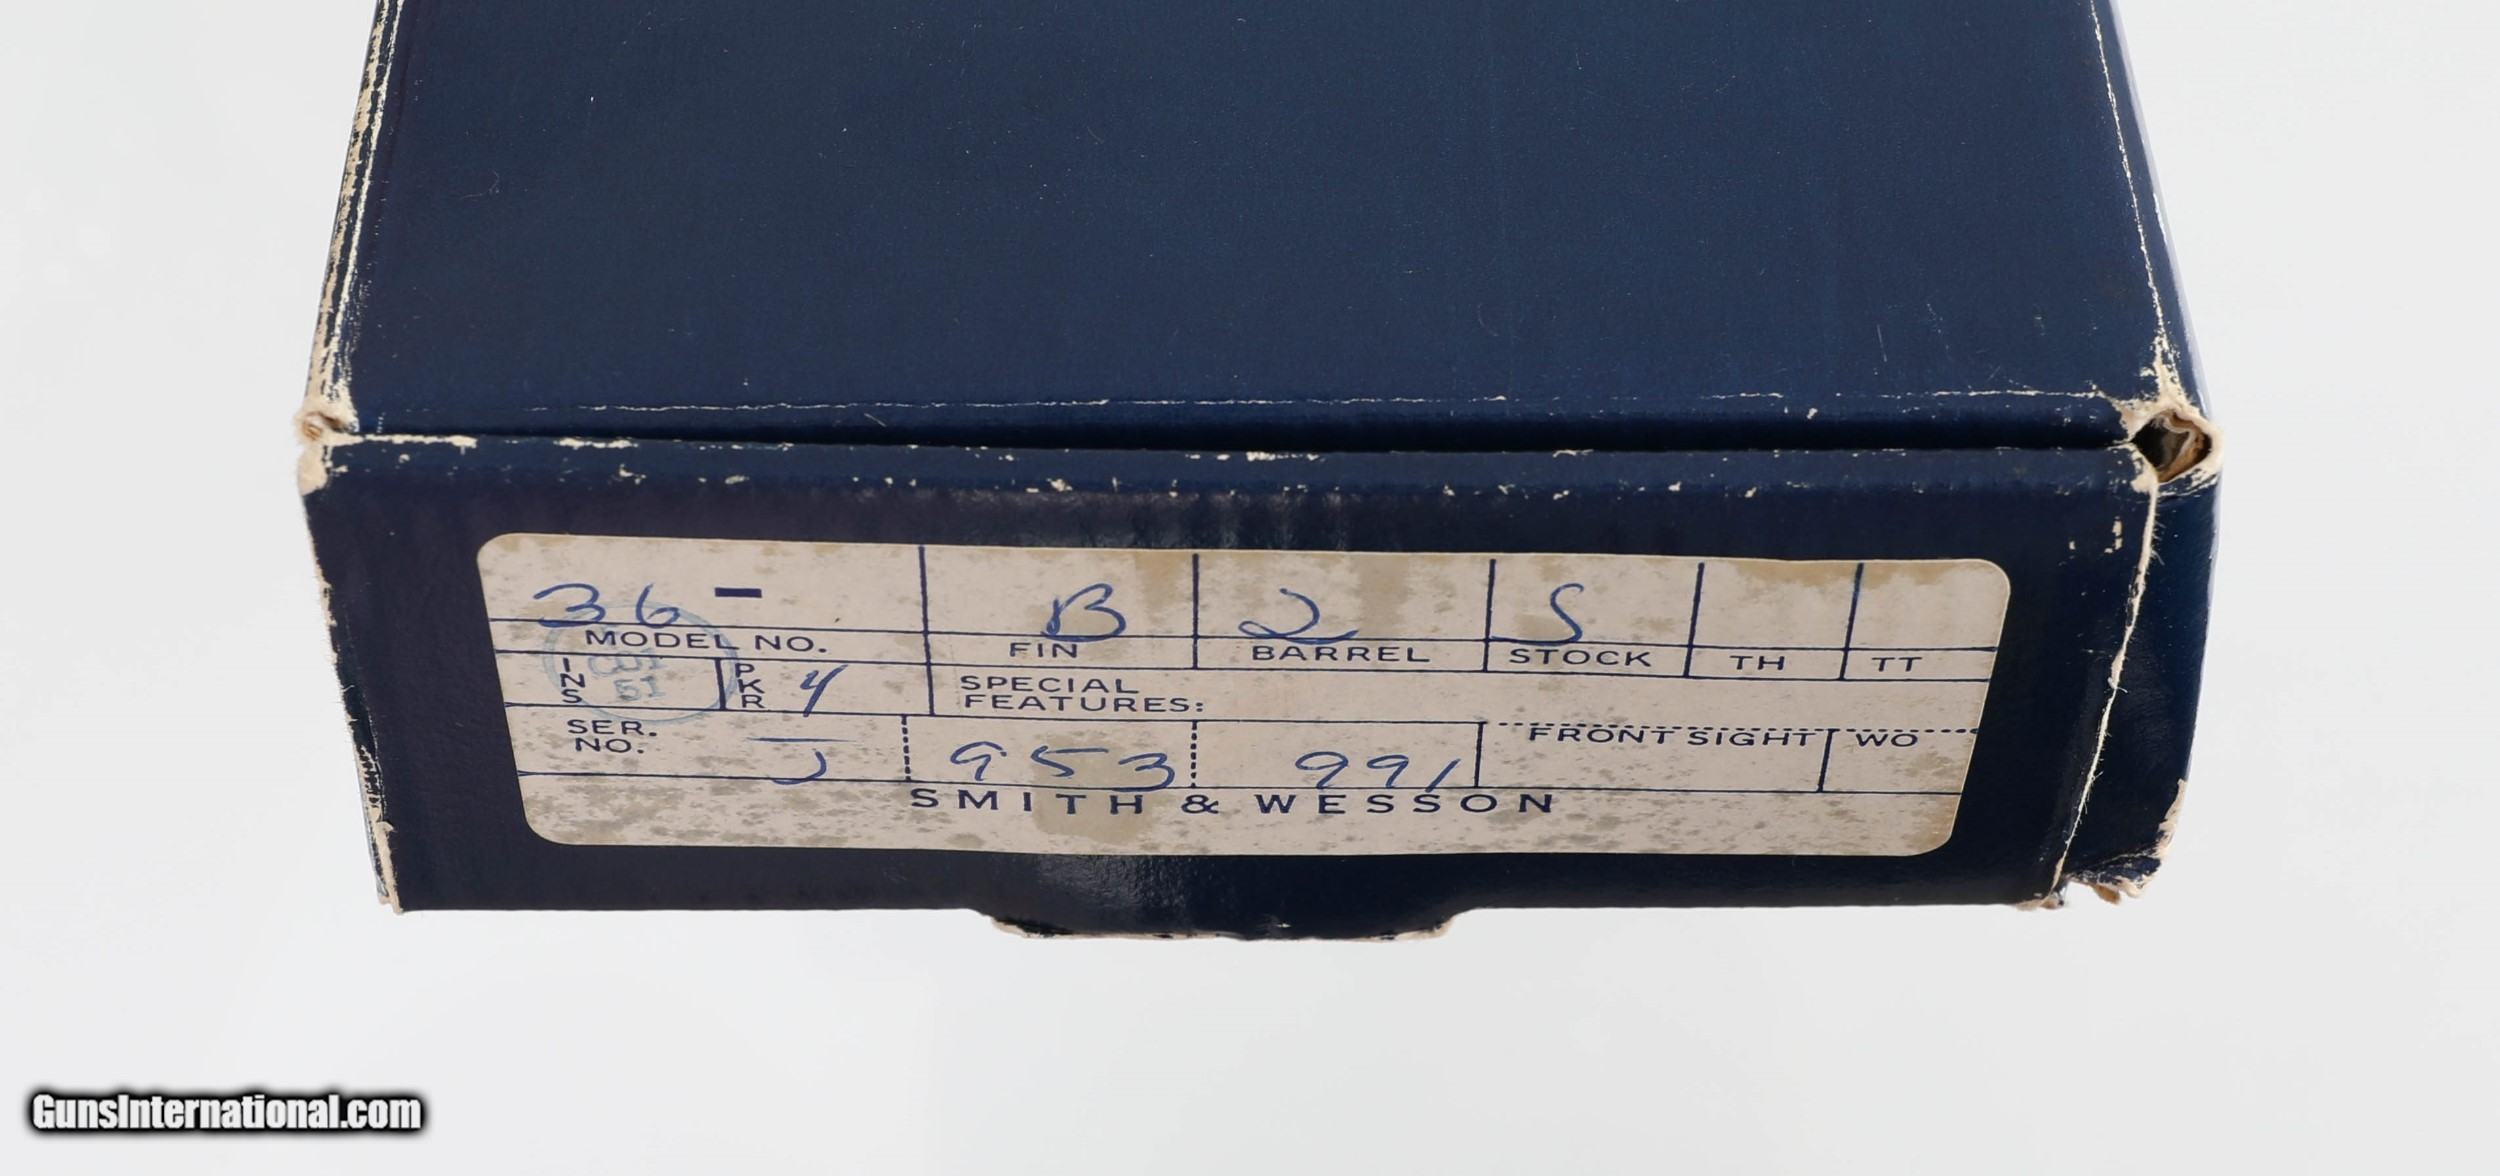 36 - B 2 S
MODEL NO. FIN BARREL STOCK TH TT
INS PKR 4 SPECIAL
FEATURES:
51
SER.
NO. J 953 991 FRONT SIGHT WO
SMITH & WESSON
GunsInternational.com